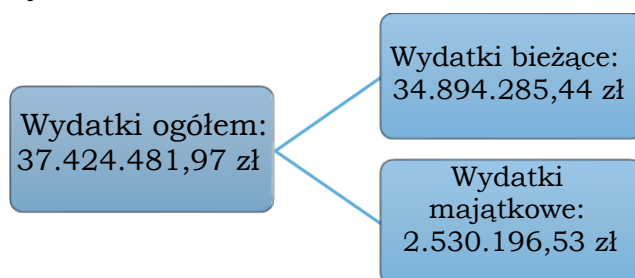 Wydatki ogółem:
37.424.481,97 zł
Wydatki bieżące:
34.894.285,44 zł
Wydatki
majątkowe:
2.530.196,53 zł